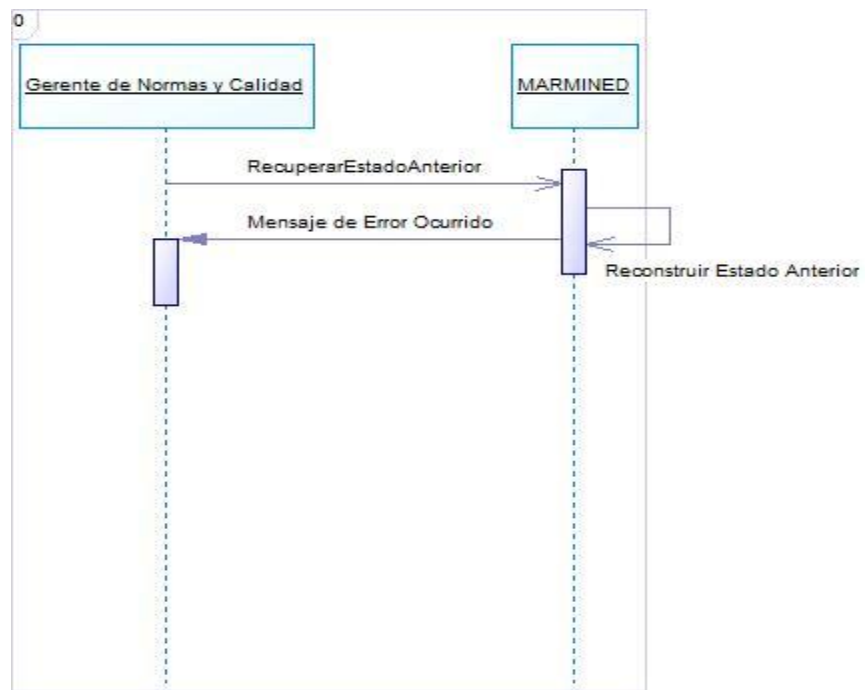 0
Gerente de Normas y Calidad
MARMINED
RecuperarEstadoAnterior
Mensaje de Error Ocurrido
Reconstruir Estado Anterior